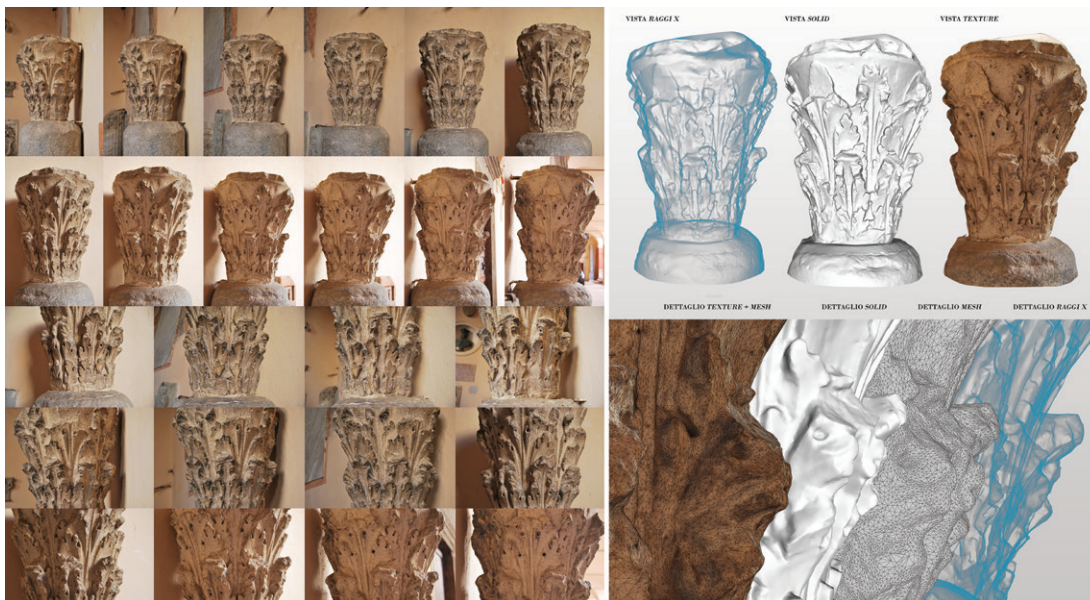 VISTA RAGGI X
VISTA SOLID
VISTA TEXTURE
DETTAGLIO TEXTURE + MESH
DETTAGLIO SOLID
DETTAGLIO MESH
DETTAGLIO RAGGI X